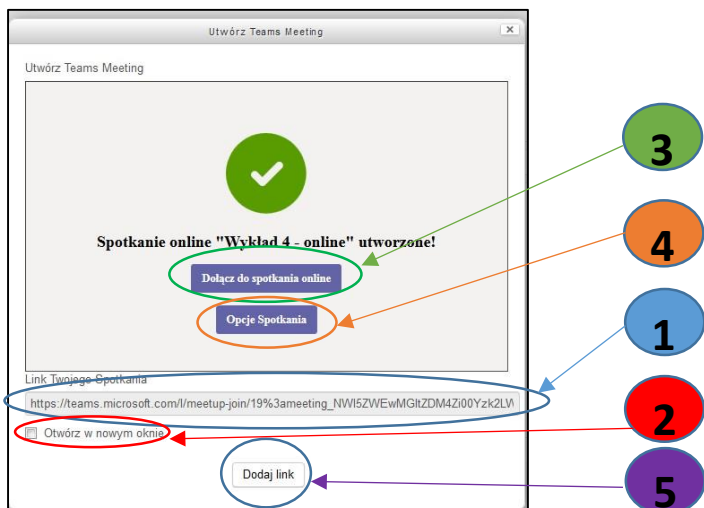 Utwórz Teams Meeting
×
Utwórz Teams Meeting
Spotkanie online "Wykład 4 - online" utworzone!
Dołącz do spotkania online
Opcje Spotkania
Link Twojego Spotkania
https://teams.microsoft.com/l/meetup-join/19%3ameeting_NWI5ZWEwMGItZDM4Zi00Yzk2LW
Otwórz w nowym oknie
Dodaj link
3
4
1
2
5